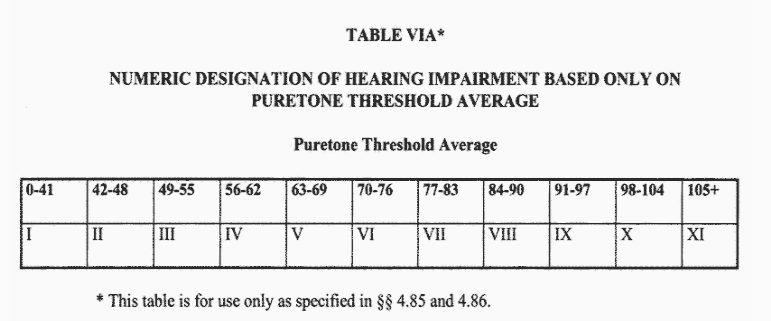 TABLE VIA*
NUMERIC DESIGNATION OF HEARING IMPAIRMENT BASED ONLY ON
PURETONE THRESHOLD AVERAGE
Puretone Threshold Average
0-41 42-48 49-55 56-62 63-69 70-76 77-83 84-90 91-97 98-104 105+
I II III IV V VI VII VIII IX X XI
* This table is for use only as specified in §§ 4.85 and 4.86.